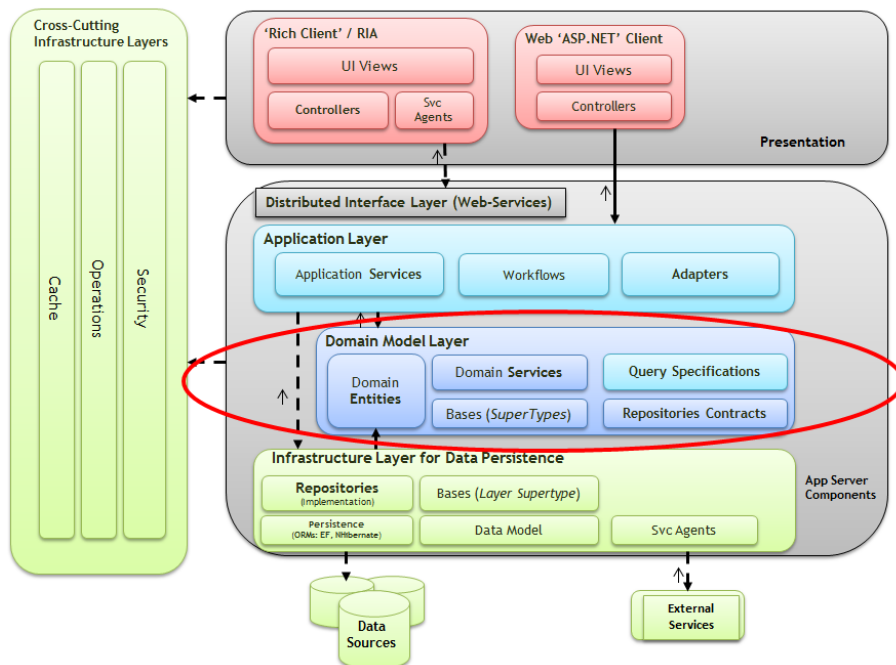 Cross-Cutting
Infrastructure Layers
Cache
Operations
Security
'Rich Client' / RIA
UI Views
Controllers
Svc
Agents
Web 'ASP.NET' Client
UI Views
Controllers
Presentation
Distributed Interface Layer (Web-Services)
Application Layer
Application Services
Workflows
Adapters
Domain Model Layer
Domain
Entities
Domain Services
Query Specifications
Bases (SuperTypes)
Repositories Contracts
Infrastructure Layer for Data Persistence
Repositories
(Implementation)
Bases (Layer Supertype)
Persistence
(ORMs: EF, NHibernate)
Data Model
Svc Agents
App Server
Components
Data
Sources
External
Services